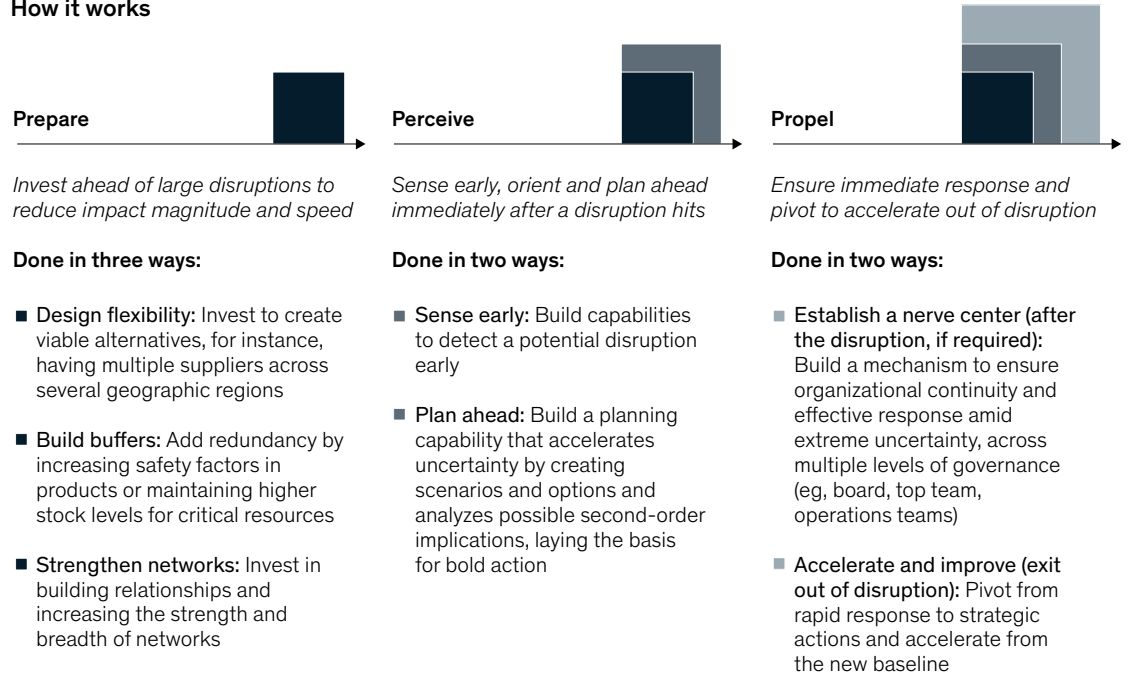 How it works
Prepare
Invest ahead of large disruptions to
reduce impact magnitude and speed
Done in three ways:
Design flexibility: Invest to create
viable alternatives, for instance,
having multiple suppliers across
several geographic regions
Build buffers: Add redundancy by
increasing safety factors in
products or maintaining higher
stock levels for critical resources
Strengthen networks: Invest in
building relationships and
increasing the strength and
breadth of networks
Perceive
Sense early, orient and plan ahead
immediately after a disruption hits
Done in two ways:
Sense early: Build capabilities
to detect a potential disruption
early
Plan ahead: Build a planning
capability that accelerates
uncertainty by creating
scenarios and options and
analyzes possible second-order
implications, laying the basis
for bold action
Propel
Ensure immediate response and
pivot to accelerate out of disruption
Done in two ways:
Establish a nerve center (after
the disruption, if required):
Build a mechanism to ensure
organizational continuity and
effective response amid
extreme uncertainty, across
multiple levels of governance
(eg, board, top team,
operations teams)
Accelerate and improve (exit
out of disruption): Pivot from
rapid response to strategic
actions and accelerate from
the new baseline